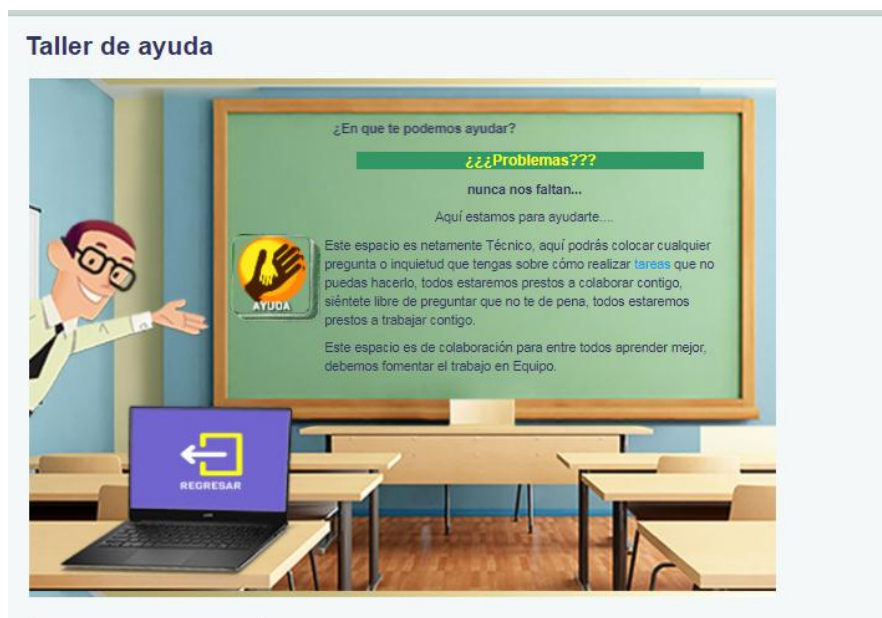 Taller de ayuda
¿En que te podemos ayudar?
¿¿¿Problemas???
nunca nos faltan...
Aquí estamos para ayudarte....
Este espacio es netamente Técnico, aquí podrás colocar cualquier
pregunta o inquietud que tengas sobre cómo realizar tareas que no
puedas hacerlo, todos estaremos prestos a colaborar contigo,
siéntete libre de preguntar que no te de pena, todos estaremos
prestos a trabajar contigo.
AYUDA
Este espacio es de colaboración para entre todos aprender mejor,
debemos fomentar el trabajo en Equipo.
REGRESAR